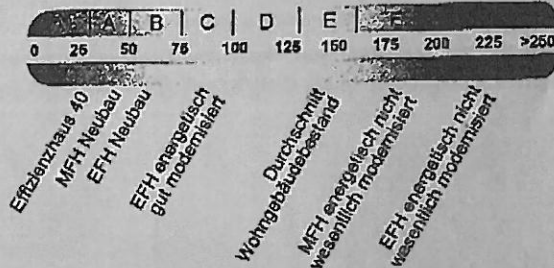 A B C D E F
0 25 50 75 100 125 150 175 200 225 >250
Effizienzhaus 40
MFH Neubau
EFH Neubau
EFH energetisch
gut modernisiert
Durchschnitt
Wohngebäudebestand
MFH energetisch nicht
wesentlich modernisiert
EFH energetisch nicht
wesentlich modernisiert